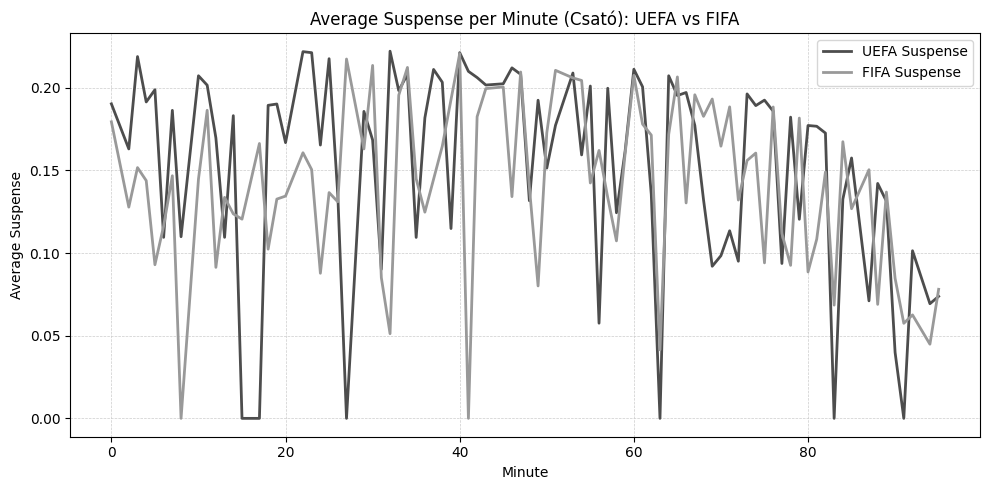 Average Suspense per Minute (Csató): UEFA vs FIFA
UEFA Suspense
FIFA Suspense
Average Suspense
0.20
0.15
0.10
0.05
0.00
0 20 40 60 80
Minute